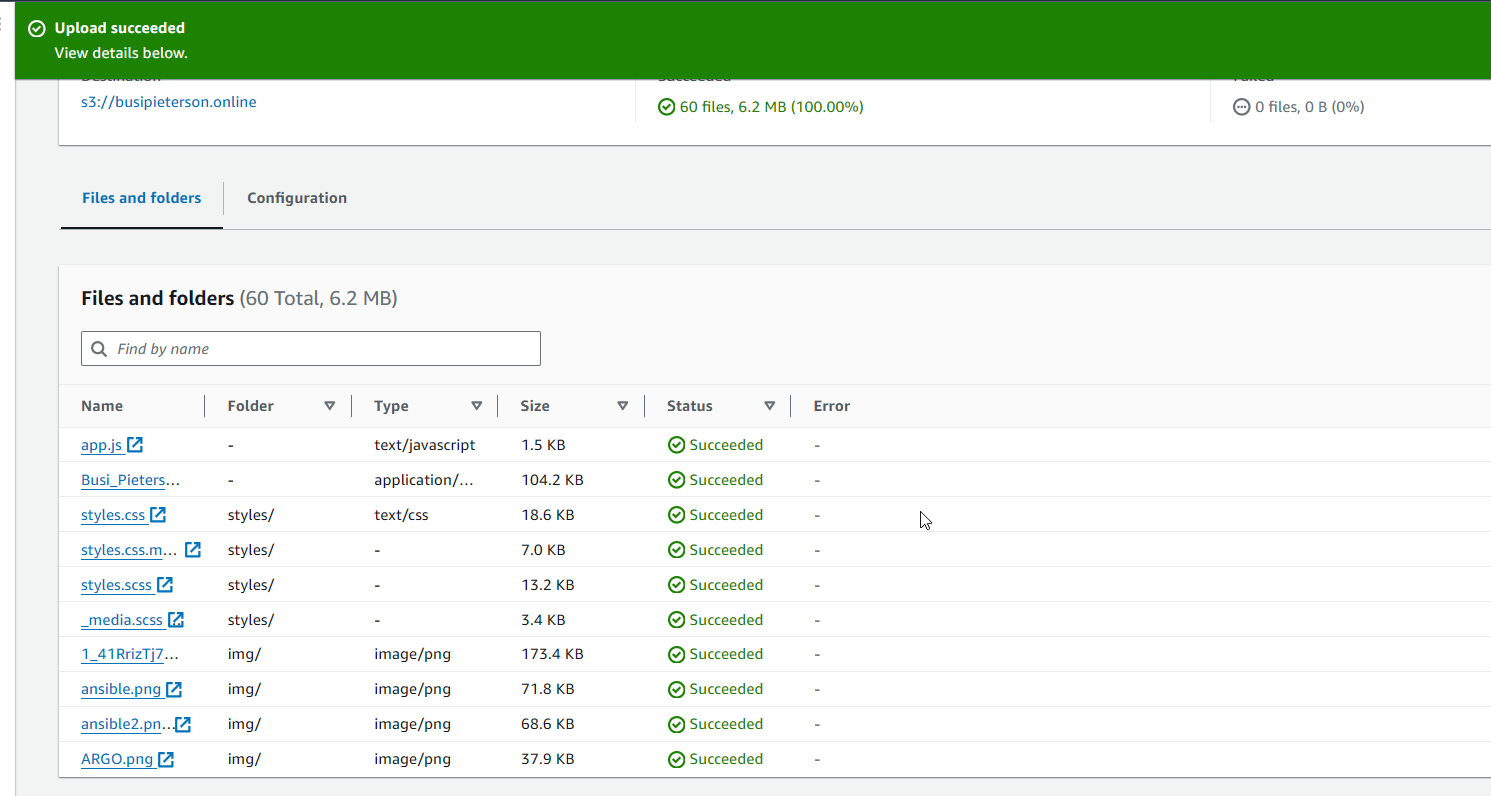 Upload succeeded
View details below.
Destination
Succeeded
Failed
s3://busipieterson.online
60 files, 6.2 MB (100.00%)
0 files, 0 B (0%)
Files and folders
Configuration
Files and folders (60 Total, 6.2 MB)
Find by name
Name Folder Type Size Status Error
app.js - text/javascript 1.5 KB Succeeded -
Busi_Pieters... - application/... 104.2 KB Succeeded -
styles.css styles/ text/css 18.6 KB Succeeded -
styles.css.m... styles/ - 7.0 KB Succeeded -
styles.scss styles/ - 13.2 KB Succeeded -
_media.scss styles/ - 3.4 KB Succeeded -
1_41RrizTj7... img/ image/png 173.4 KB Succeeded -
ansible.png img/ image/png 71.8 KB Succeeded -
ansible2.pn... img/ image/png 68.6 KB Succeeded -
ARGO.png img/ image/png 37.9 KB Succeeded -